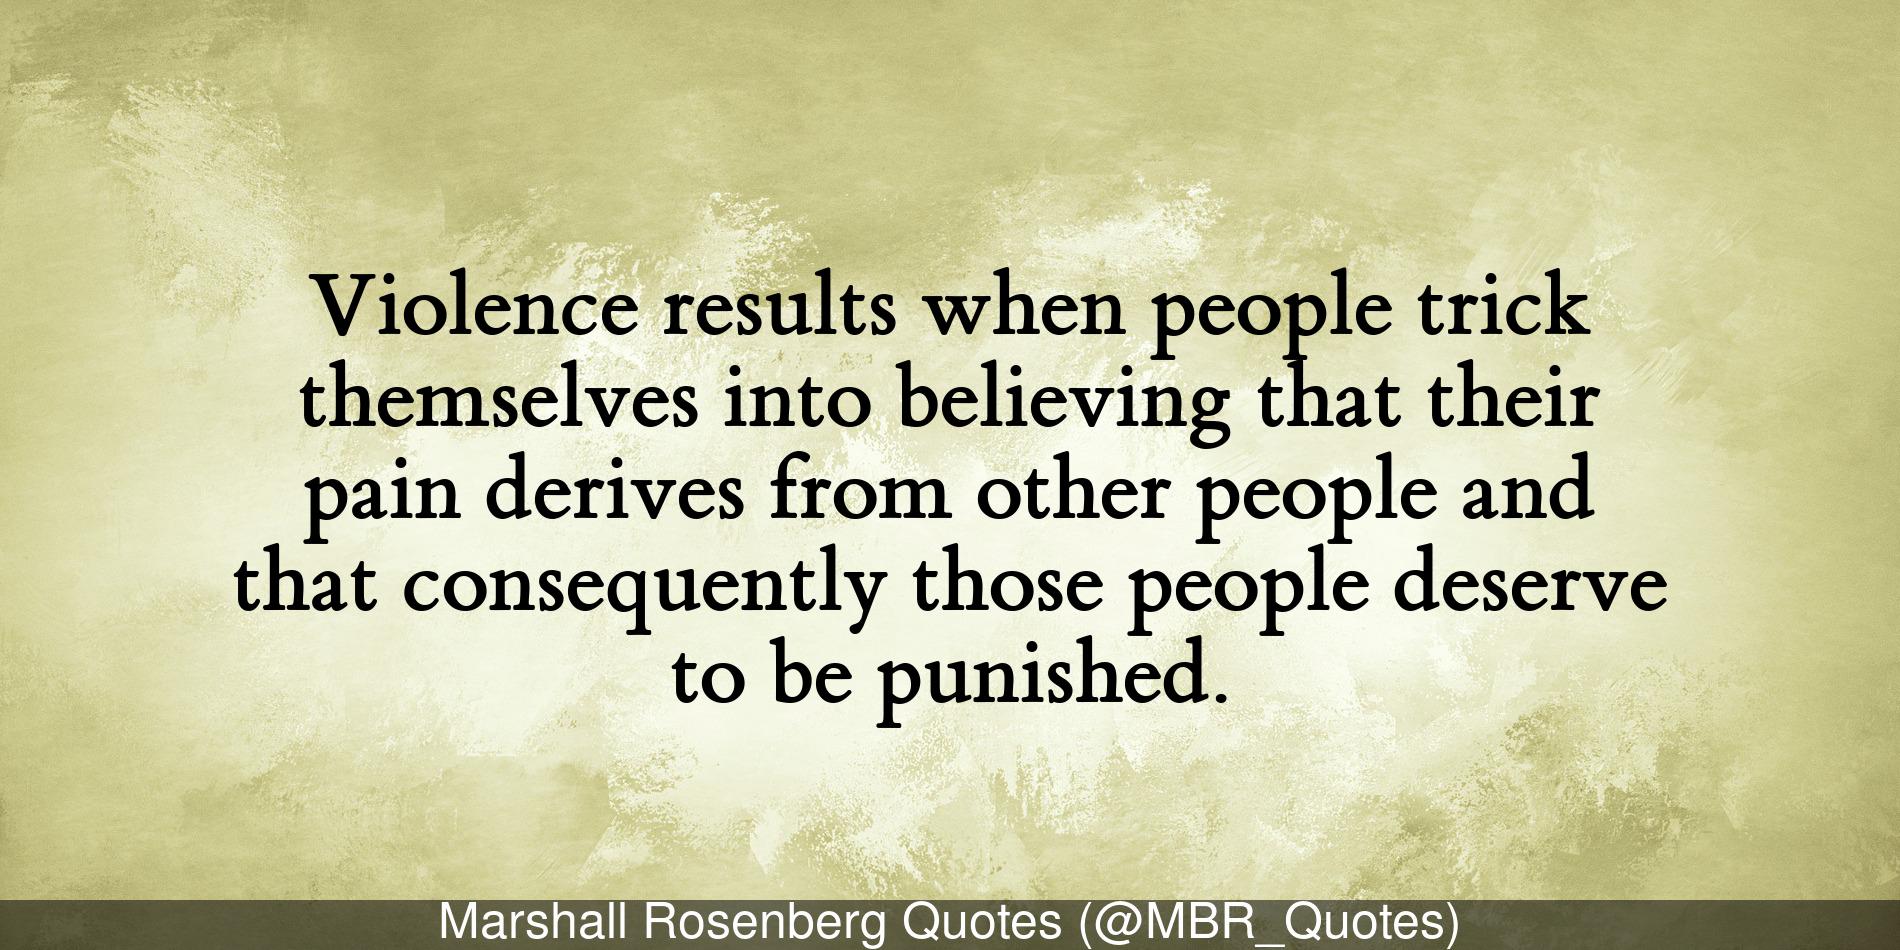 Violence results when people trick
themselves into believing that their
pain derives from other people and
that consequently those people deserve
to be punished.
Marshall Rosenberg Quotes (@MBR_Quotes)